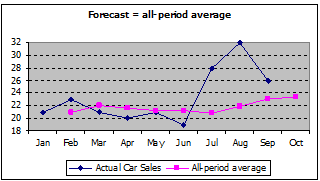 Forecast = all-period average
32
30
28
26
24
22
20
18
Jan Feb Mar Apr May Jun Jul Aug Sep Oct
Actual Car Sales All-period average